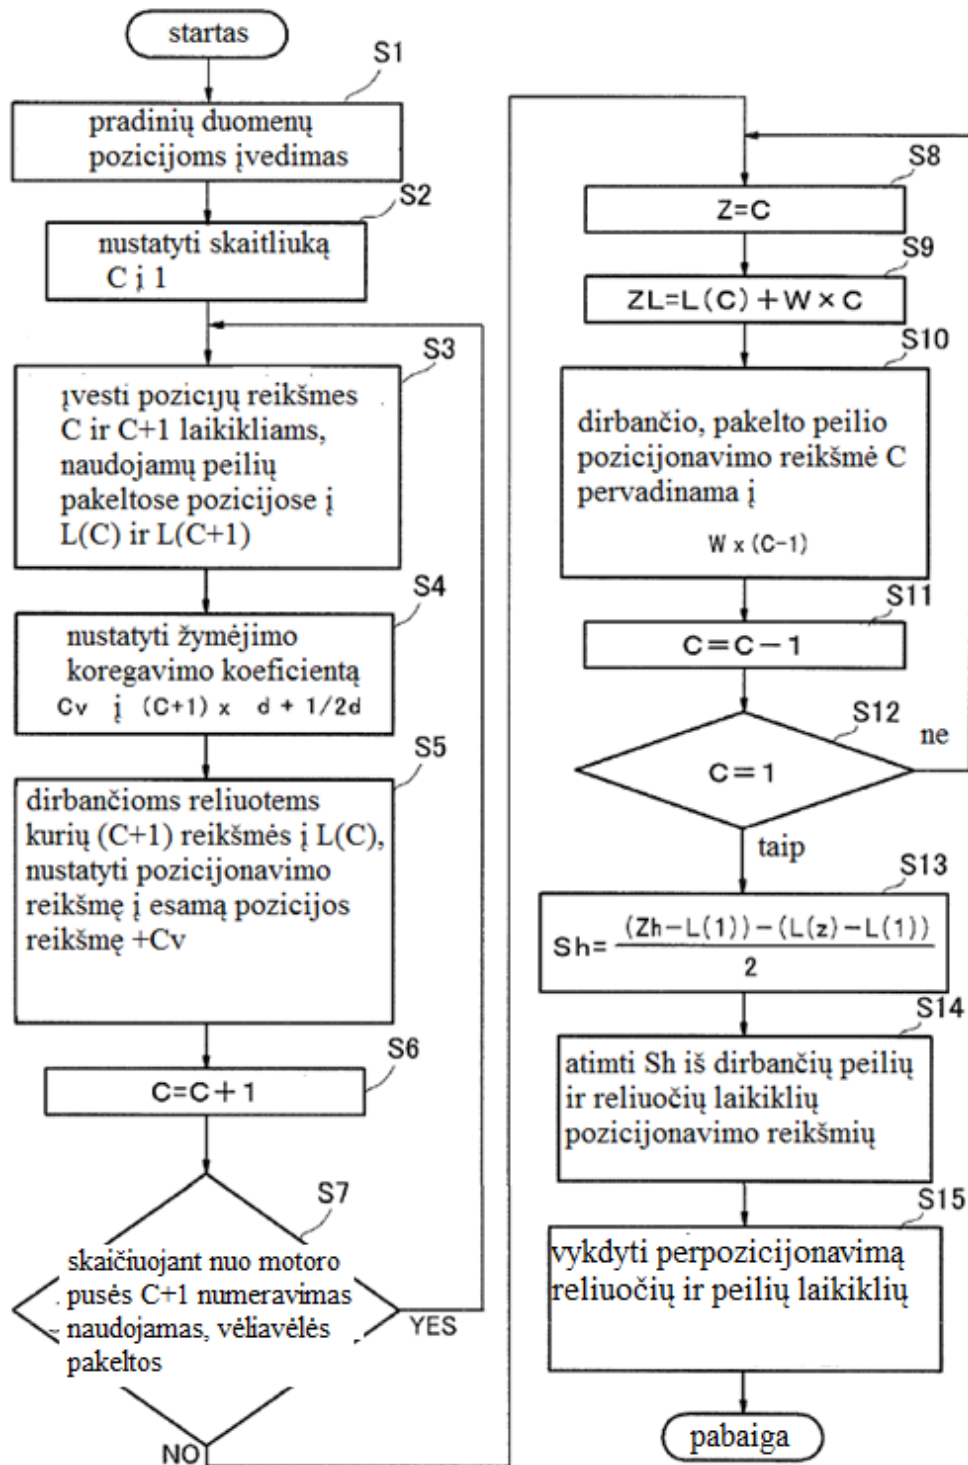 startas
S1
pradinių duomenų
pozicijoms įvedimas
S2
nustatyti skaitliuką
C į 1
S3
įvesti pozicijų reikšmes
C ir C+1 laikikliams,
naudojamų peilių
pakeltose pozicijose į
L(C) ir L(C+1)
S4
nustatyti žymėjimo
koregavimo koeficientą
Cv į (C+1) x d + 1/2d
S5
dirbančioms reliuotems
kurių (C+1) reikšmės į L(C),
nustatyti pozicijonavimo
reikšmę į esamą pozicijos
reikšmę +Cv
S6
C=C+1
S7
skaičiuojant nuo motoro
pusės C+1 numeravimas
naudojamas, vėliavėlės
pakeltos
YES
NO
S8
Z=C
S9
ZL=L(C)+W×C
S10
dirbančio, pakelto peilio
pozicijonavimo reikšmė C
pervadinama į
W x (C-1)
S11
C=C-1
S12
C=1
ne
taip
S13
Sh= (Zh-L(1))-(L(z)-L(1))
2
S14
atimti Sh iš dirbančių peilių
ir reliuočių laikiklių
pozicijonavimo reikšmių
S15
vykdyti perpozicijonavimą
reliuočių ir peilių laikiklių
pabaiga